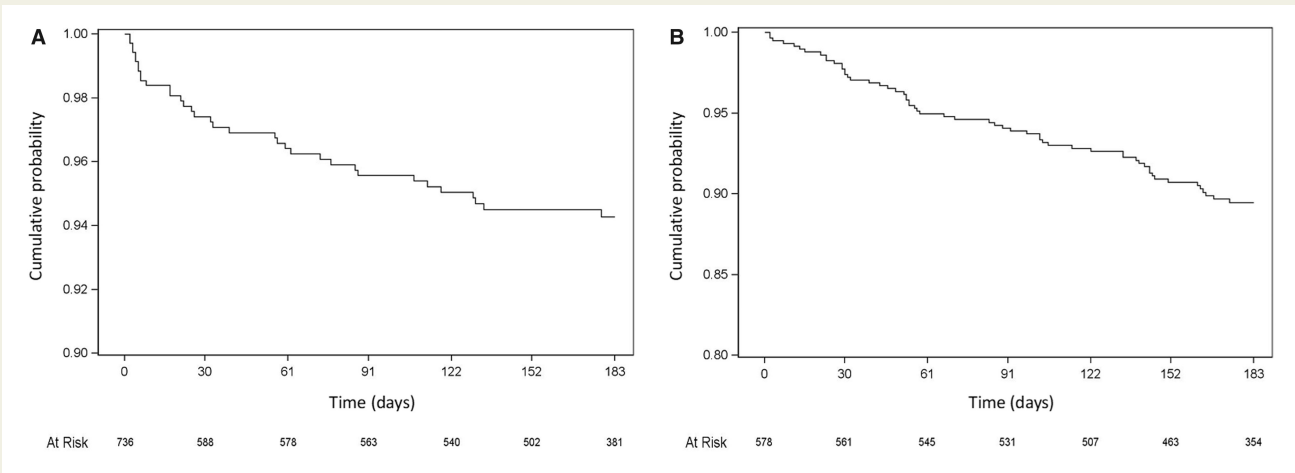 A
Cumulative probability
1.00
0.98
0.96
0.94
0.92
0.90
0 30 61 91 122 152 183
Time (days)
At Risk 736 588 578 563 540 502 381
B
Cumulative probability
1.00
0.95
0.90
0.85
0.80
0 30 61 91 122 152 183
Time (days)
At Risk 578 561 545 531 507 463 354